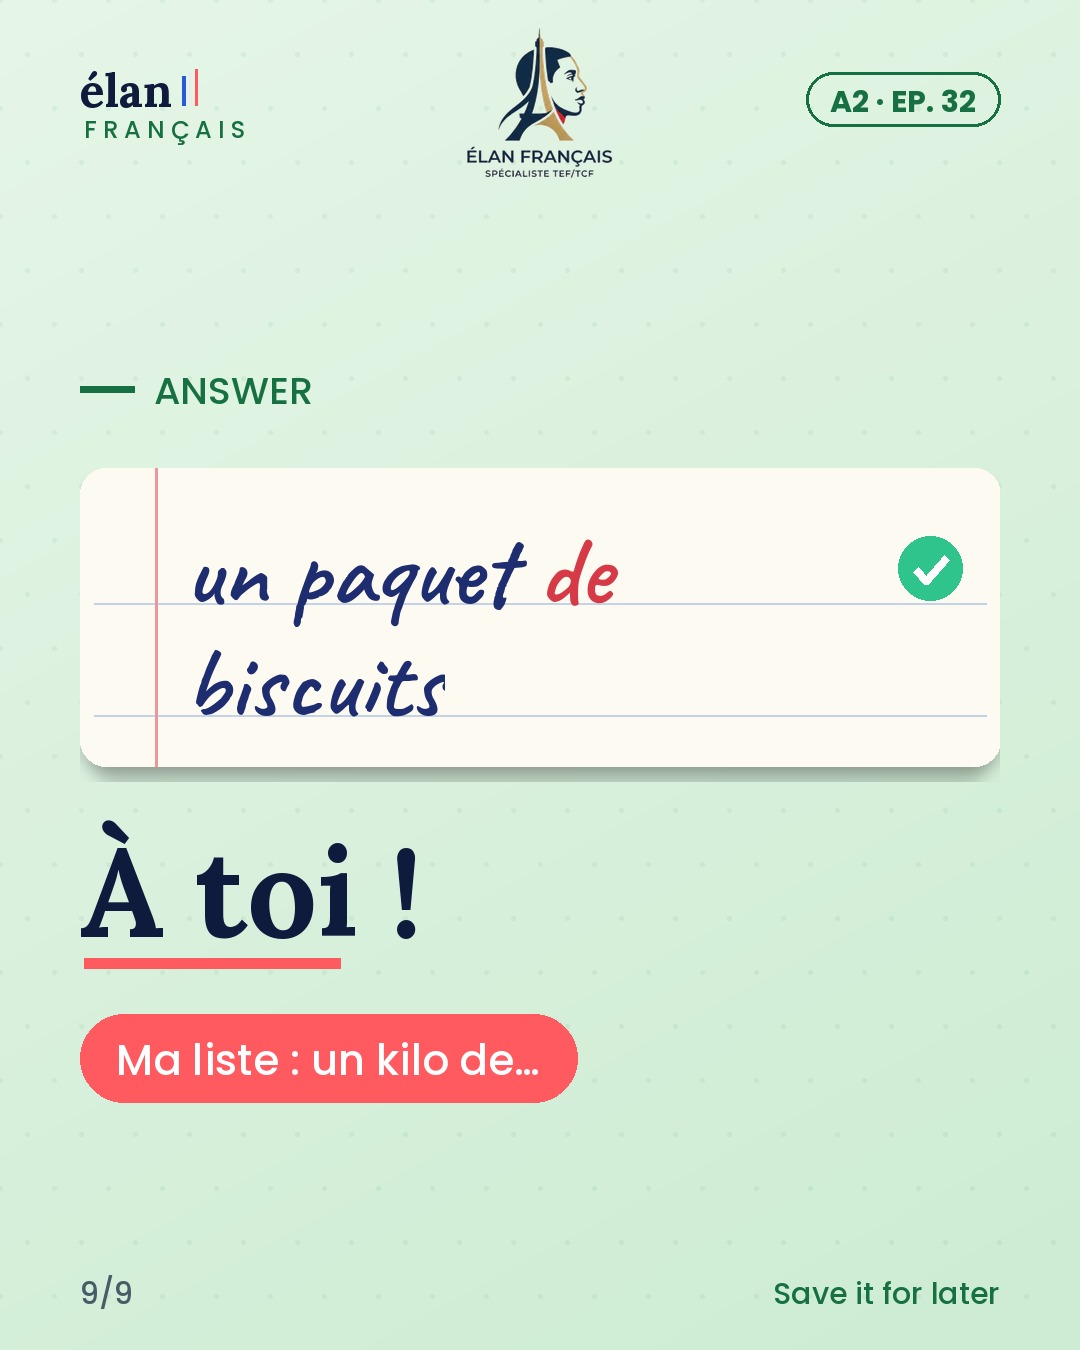 élan
FRANÇAIS
ÉLAN FRANÇAIS
SPÉCIALISTE TEF/TCF
A2 · EP. 32
ANSWER
un paquet de
biscuits
À toi !
Ma liste : un kilo de...
9/9
Save it for later